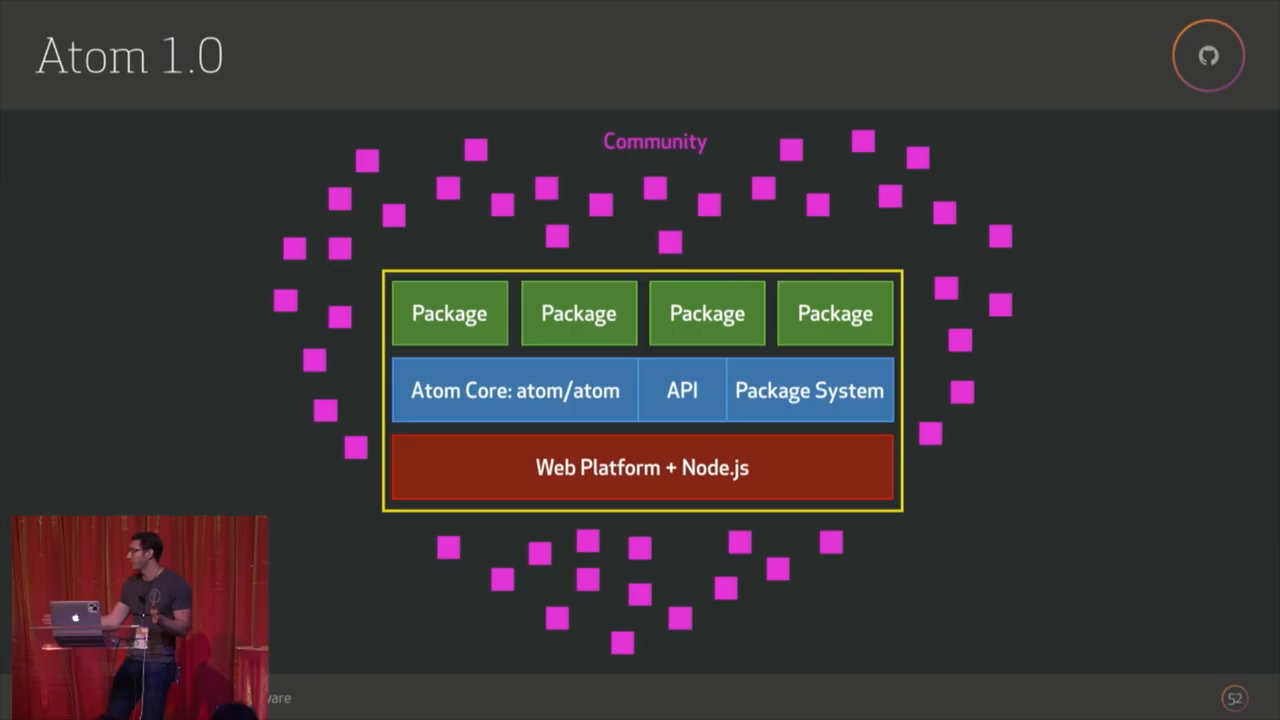 Atom 1.0
Community
Package Package Package Package
Atom Core: atom/atom API Package System
Web Platform + Node.js
52